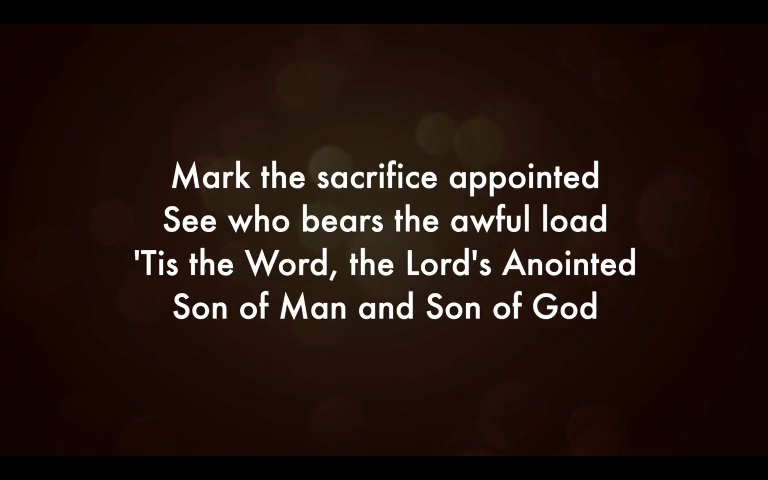 Mark the sacrifice appointed
See who bears the awful load
'Tis the Word, the Lord's Anointed
Son of Man and Son of God